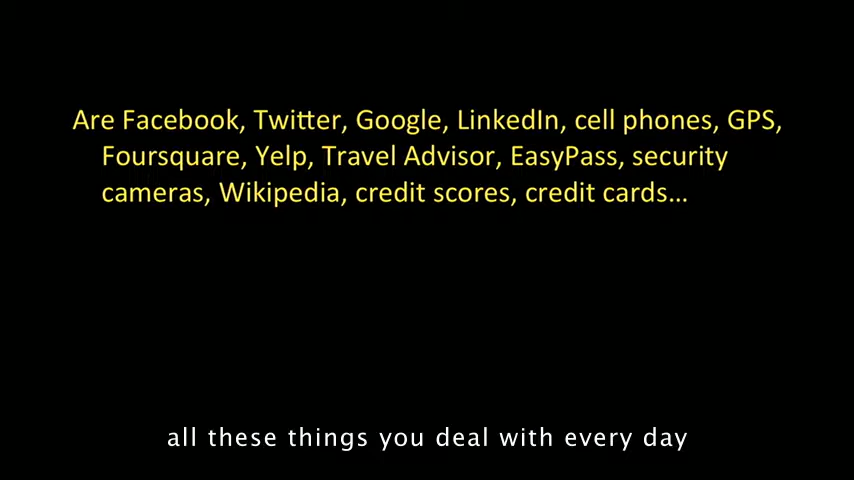 Are Facebook, Twitter, Google, LinkedIn, cell phones, GPS,
Foursquare, Yelp, Travel Advisor, EasyPass, security
cameras, Wikipedia, credit scores, credit cards…
all these things you deal with every day